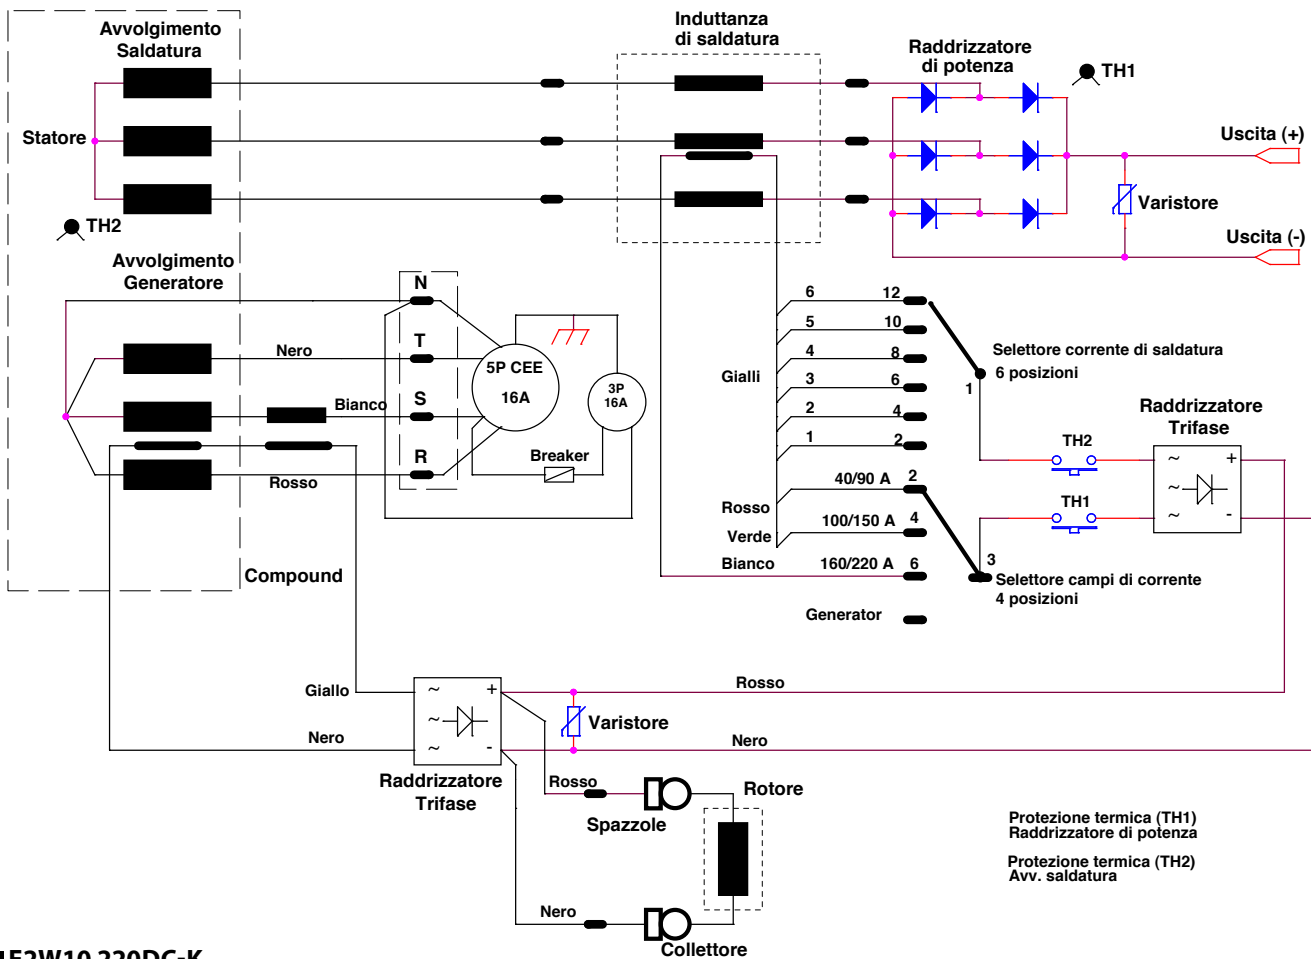 Avvolgimento
Saldatura
Induttanza
di saldatura
Raddrizzatore
di potenza
TH1
Statore
Uscita (+)
TH2
Varistore
Uscita (-)
Avvolgimento
Generatore
N
6
12
5
10
Nero
T
5P CEE
16A
4
8
Selettore corrente di saldatura
6 posizioni
Gialli
3P
16A
3
6
1
Bianco
S
2
4
Raddrizzatore
Trifase
1
2
TH2
R
Breaker
~
+
Rosso
40/90 A
2
~
Rosso
TH1
100/150 A
4
~
-
Verde
Bianco
160/220 A
6
3
Compound
Selettore campi di corrente
4 posizioni
Generator
Giallo
~
+
Rosso
~
Varistore
Nero
~
-
Nero
Raddrizzatore
Trifase
Rosso
Rotore
Spazzole
Protezione termica (TH1)
Raddrizzatore di potenza
Protezione termica (TH2)
Avv. saldatura
Nero
Collettore